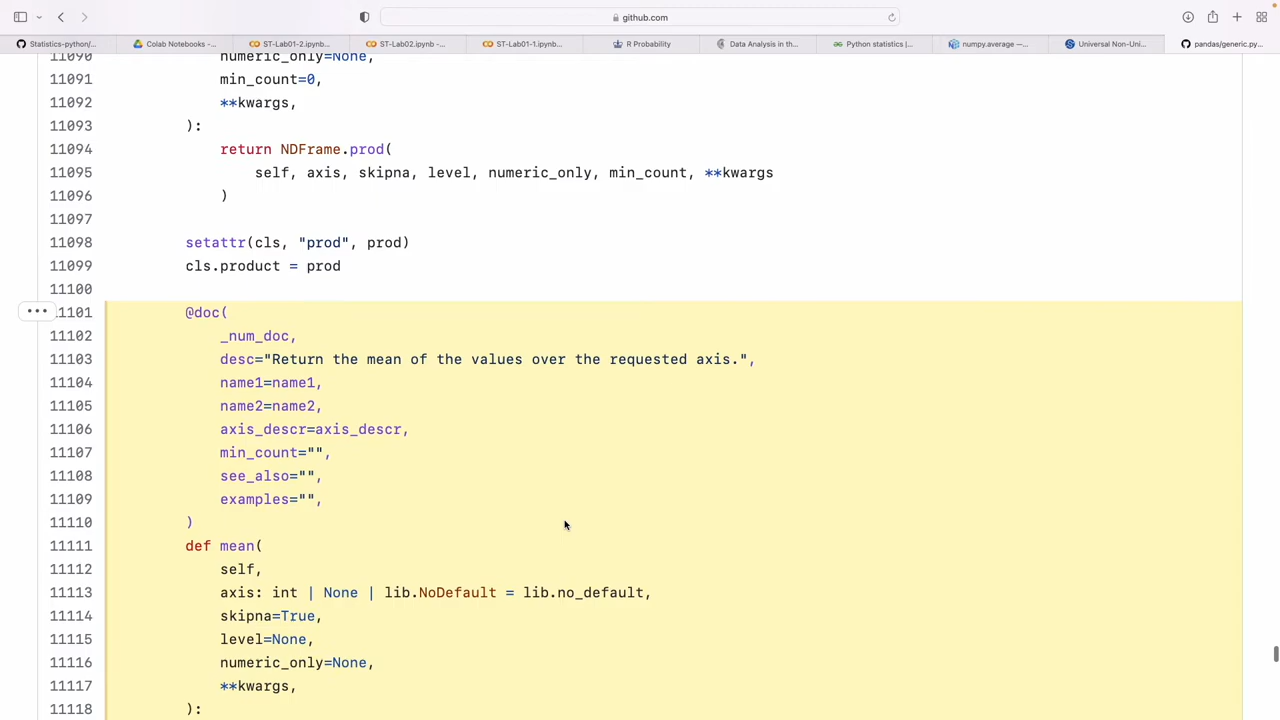 github.com
Statistics-python/...
Colab Notebooks -...
ST-Lab01-2.ipynb...
ST-Lab02.ipynb -...
ST-Lab01-1.ipynb...
R Probability
Data Analysis in th...
Python statistics |...
numpy.average —...
Universal Non-Uni...
pandas/generic.py...
11090 numeric_only=None,
11091 min_count=0,
11092 **kwargs,
11093 ):
11094 return NDFrame.prod(
11095 self, axis, skipna, level, numeric_only, min_count, **kwargs
11096 )
11097
11098 setattr(cls, "prod", prod)
11099 cls.product = prod
11100
11101 @doc(
11102 _num_doc,
11103 desc="Return the mean of the values over the requested axis.",
11104 name1=name1,
11105 name2=name2,
11106 axis_descr=axis_descr,
11107 min_count="",
11108 see_also="",
11109 examples="",
11110 )
11111 def mean(
11112 self,
11113 axis: int | None | lib.NoDefault = lib.no_default,
11114 skipna=True,
11115 level=None,
11116 numeric_only=None,
11117 **kwargs,
11118 ):